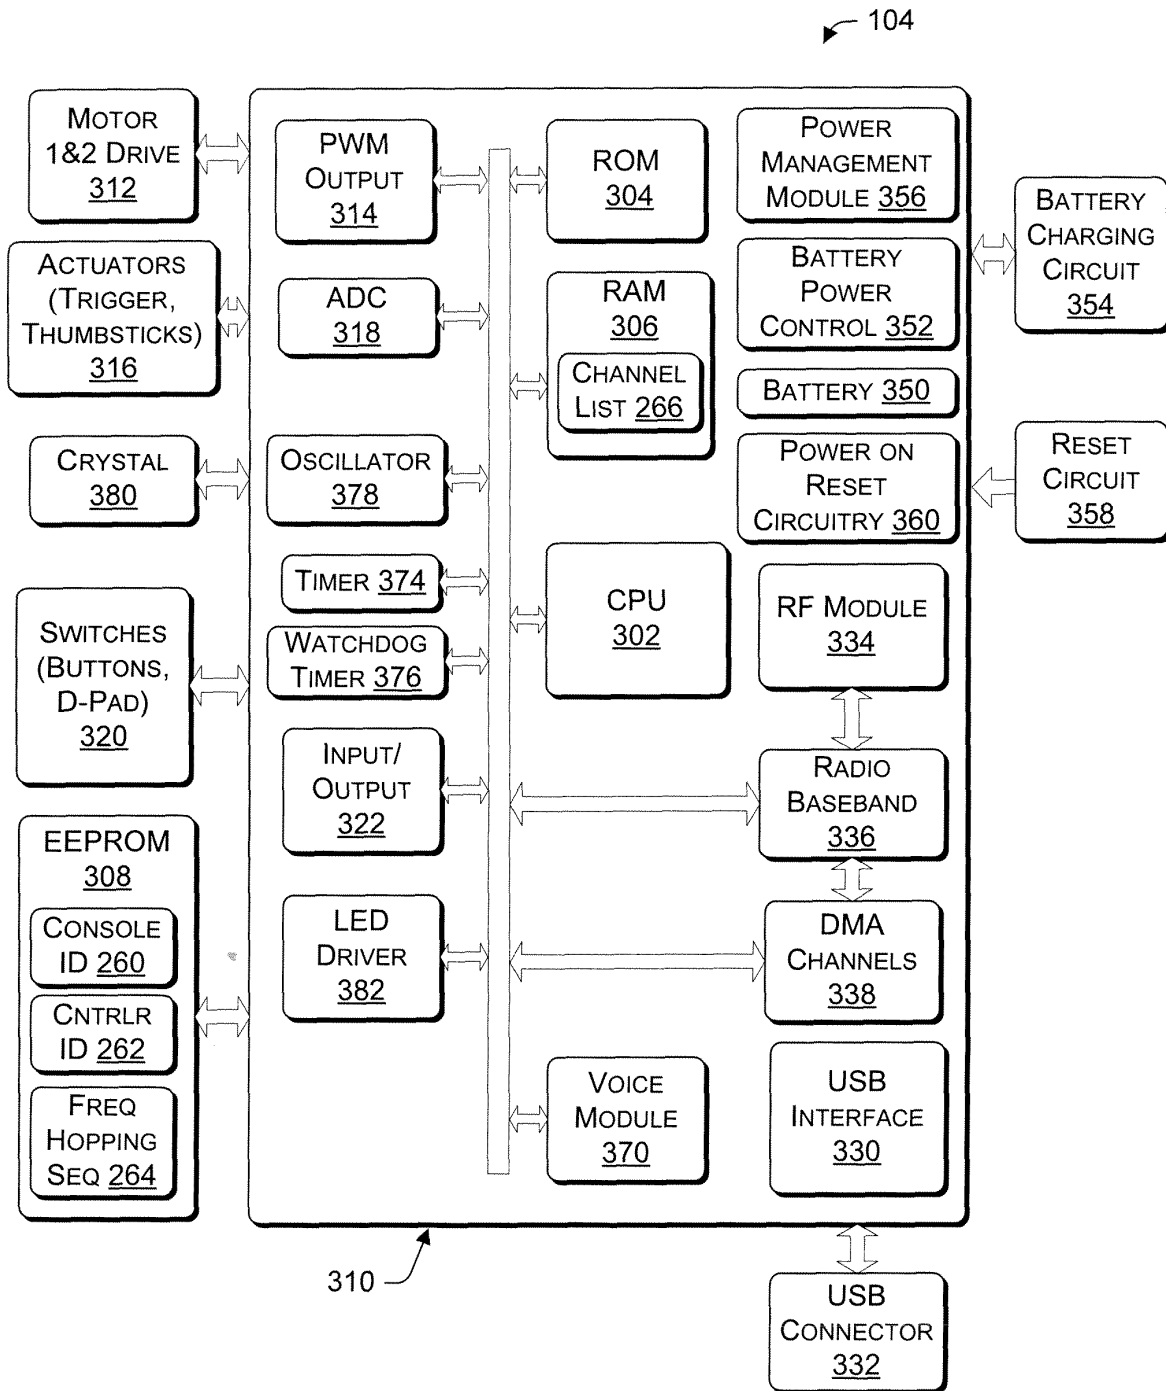 104
MOTOR
1&2 DRIVE
312
ACTUATORS
(TRIGGER,
THUMBSTICKS)
316
CRYSTAL
380
SWITCHES
(BUTTONS,
D-PAD)
320
EEPROM
308
CONSOLE
ID 260
CNTRLR
ID 262
FREQ
HOPPING
SEQ 264
PWM
OUTPUT
314
ADC
318
OSCILLATOR
378
TIMER 374
WATCHDOG
TIMER 376
INPUT/
OUTPUT
322
LED
DRIVER
382
ROM
304
RAM
306
CHANNEL
LIST 266
CPU
302
VOICE
MODULE
370
POWER
MANAGEMENT
MODULE 356
BATTERY
POWER
CONTROL 352
BATTERY 350
POWER ON
RESET
CIRCUITRY 360
RF MODULE
334
RADIO
BASEBAND
336
DMA
CHANNELS
338
USB
INTERFACE
330
BATTERY
CHARGING
CIRCUIT
354
RESET
CIRCUIT
358
310
USB
CONNECTOR
332